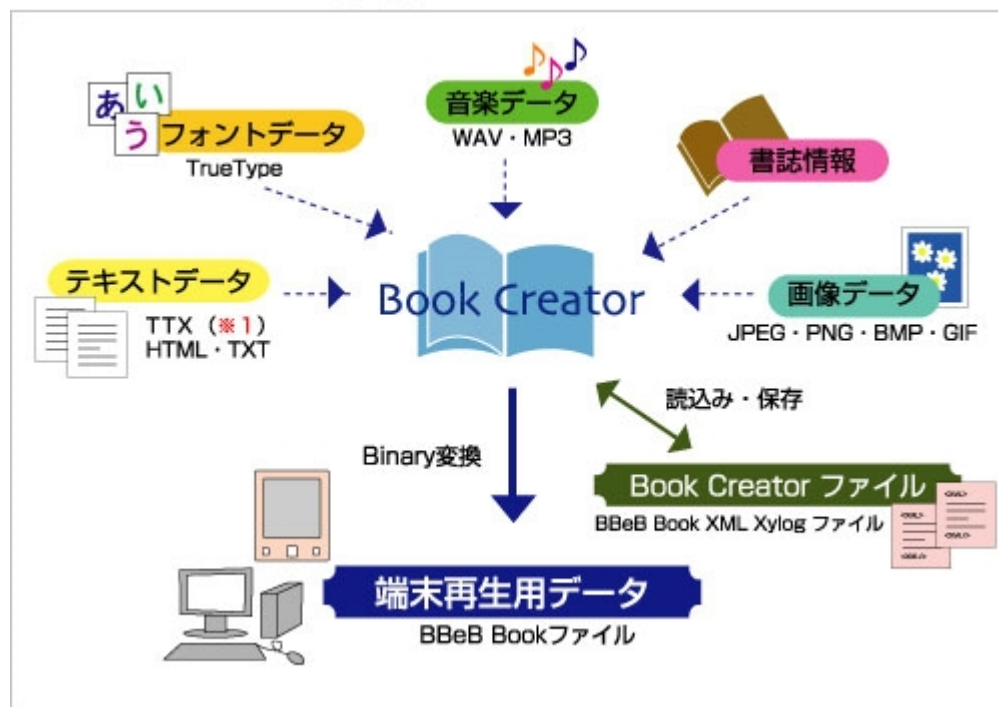 あ
い
う
フォントデータ
TrueType
音楽データ
WAV・MP3
書誌情報
テキストデータ
TTX（※1）
HTML・TXT
Book Creator
画像データ
JPEG・PNG・BMP・GIF
読込み・保存
Binary変換
Book Creator ファイル
BBeB Book XML Xylog ファイル
端末再生用データ
BBeB Bookファイル